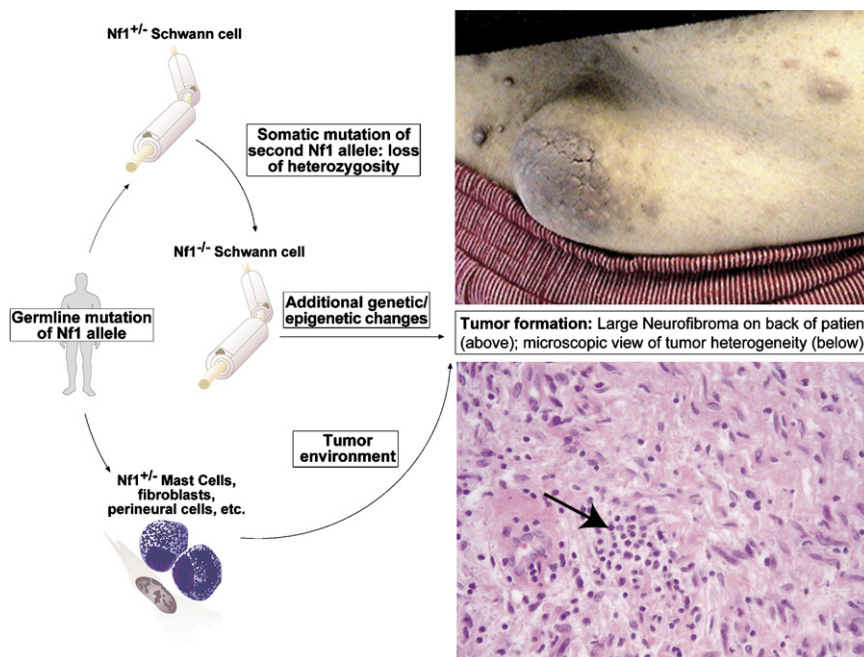 Nf1+/- Schwann cell
Somatic mutation of
second Nf1 allele: loss
of heterozygosity
Nf1-/- Schwann cell
Germline mutation
of Nf1 allele
Additional genetic/
epigenetic changes
Tumor formation: Large Neurofibroma on back of patien
(above); microscopic view of tumor heterogeneity (below)
Tumor
environment
Nf1+/- Mast Cells,
fibroblasts,
perineural cells, etc.